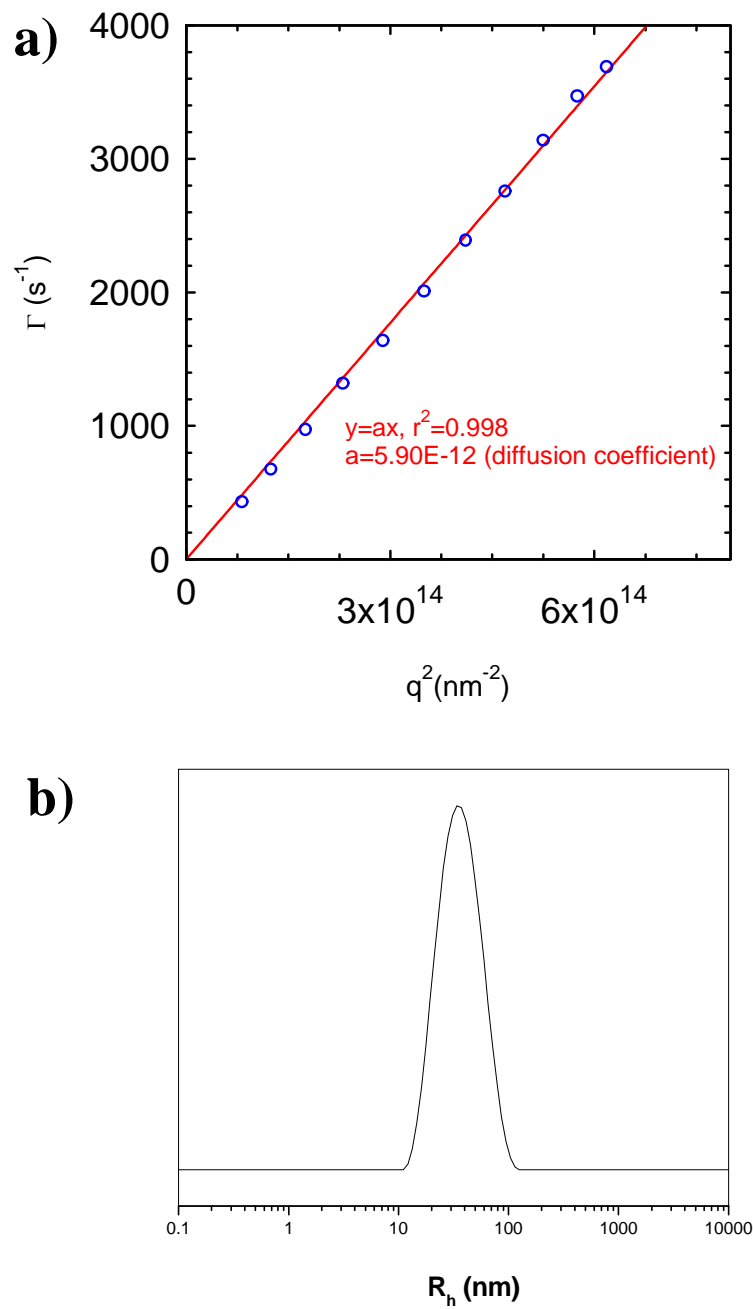 a)
4000
3000
2000
1000
0
Γ (s⁻¹)
y=ax, r²=0.998
a=5.90E-12 (diffusion coefficient)
0
3x10¹⁴
6x10¹⁴
q²(nm⁻²)
b)
0.1 1 10 100 1000 10000
R_h (nm)